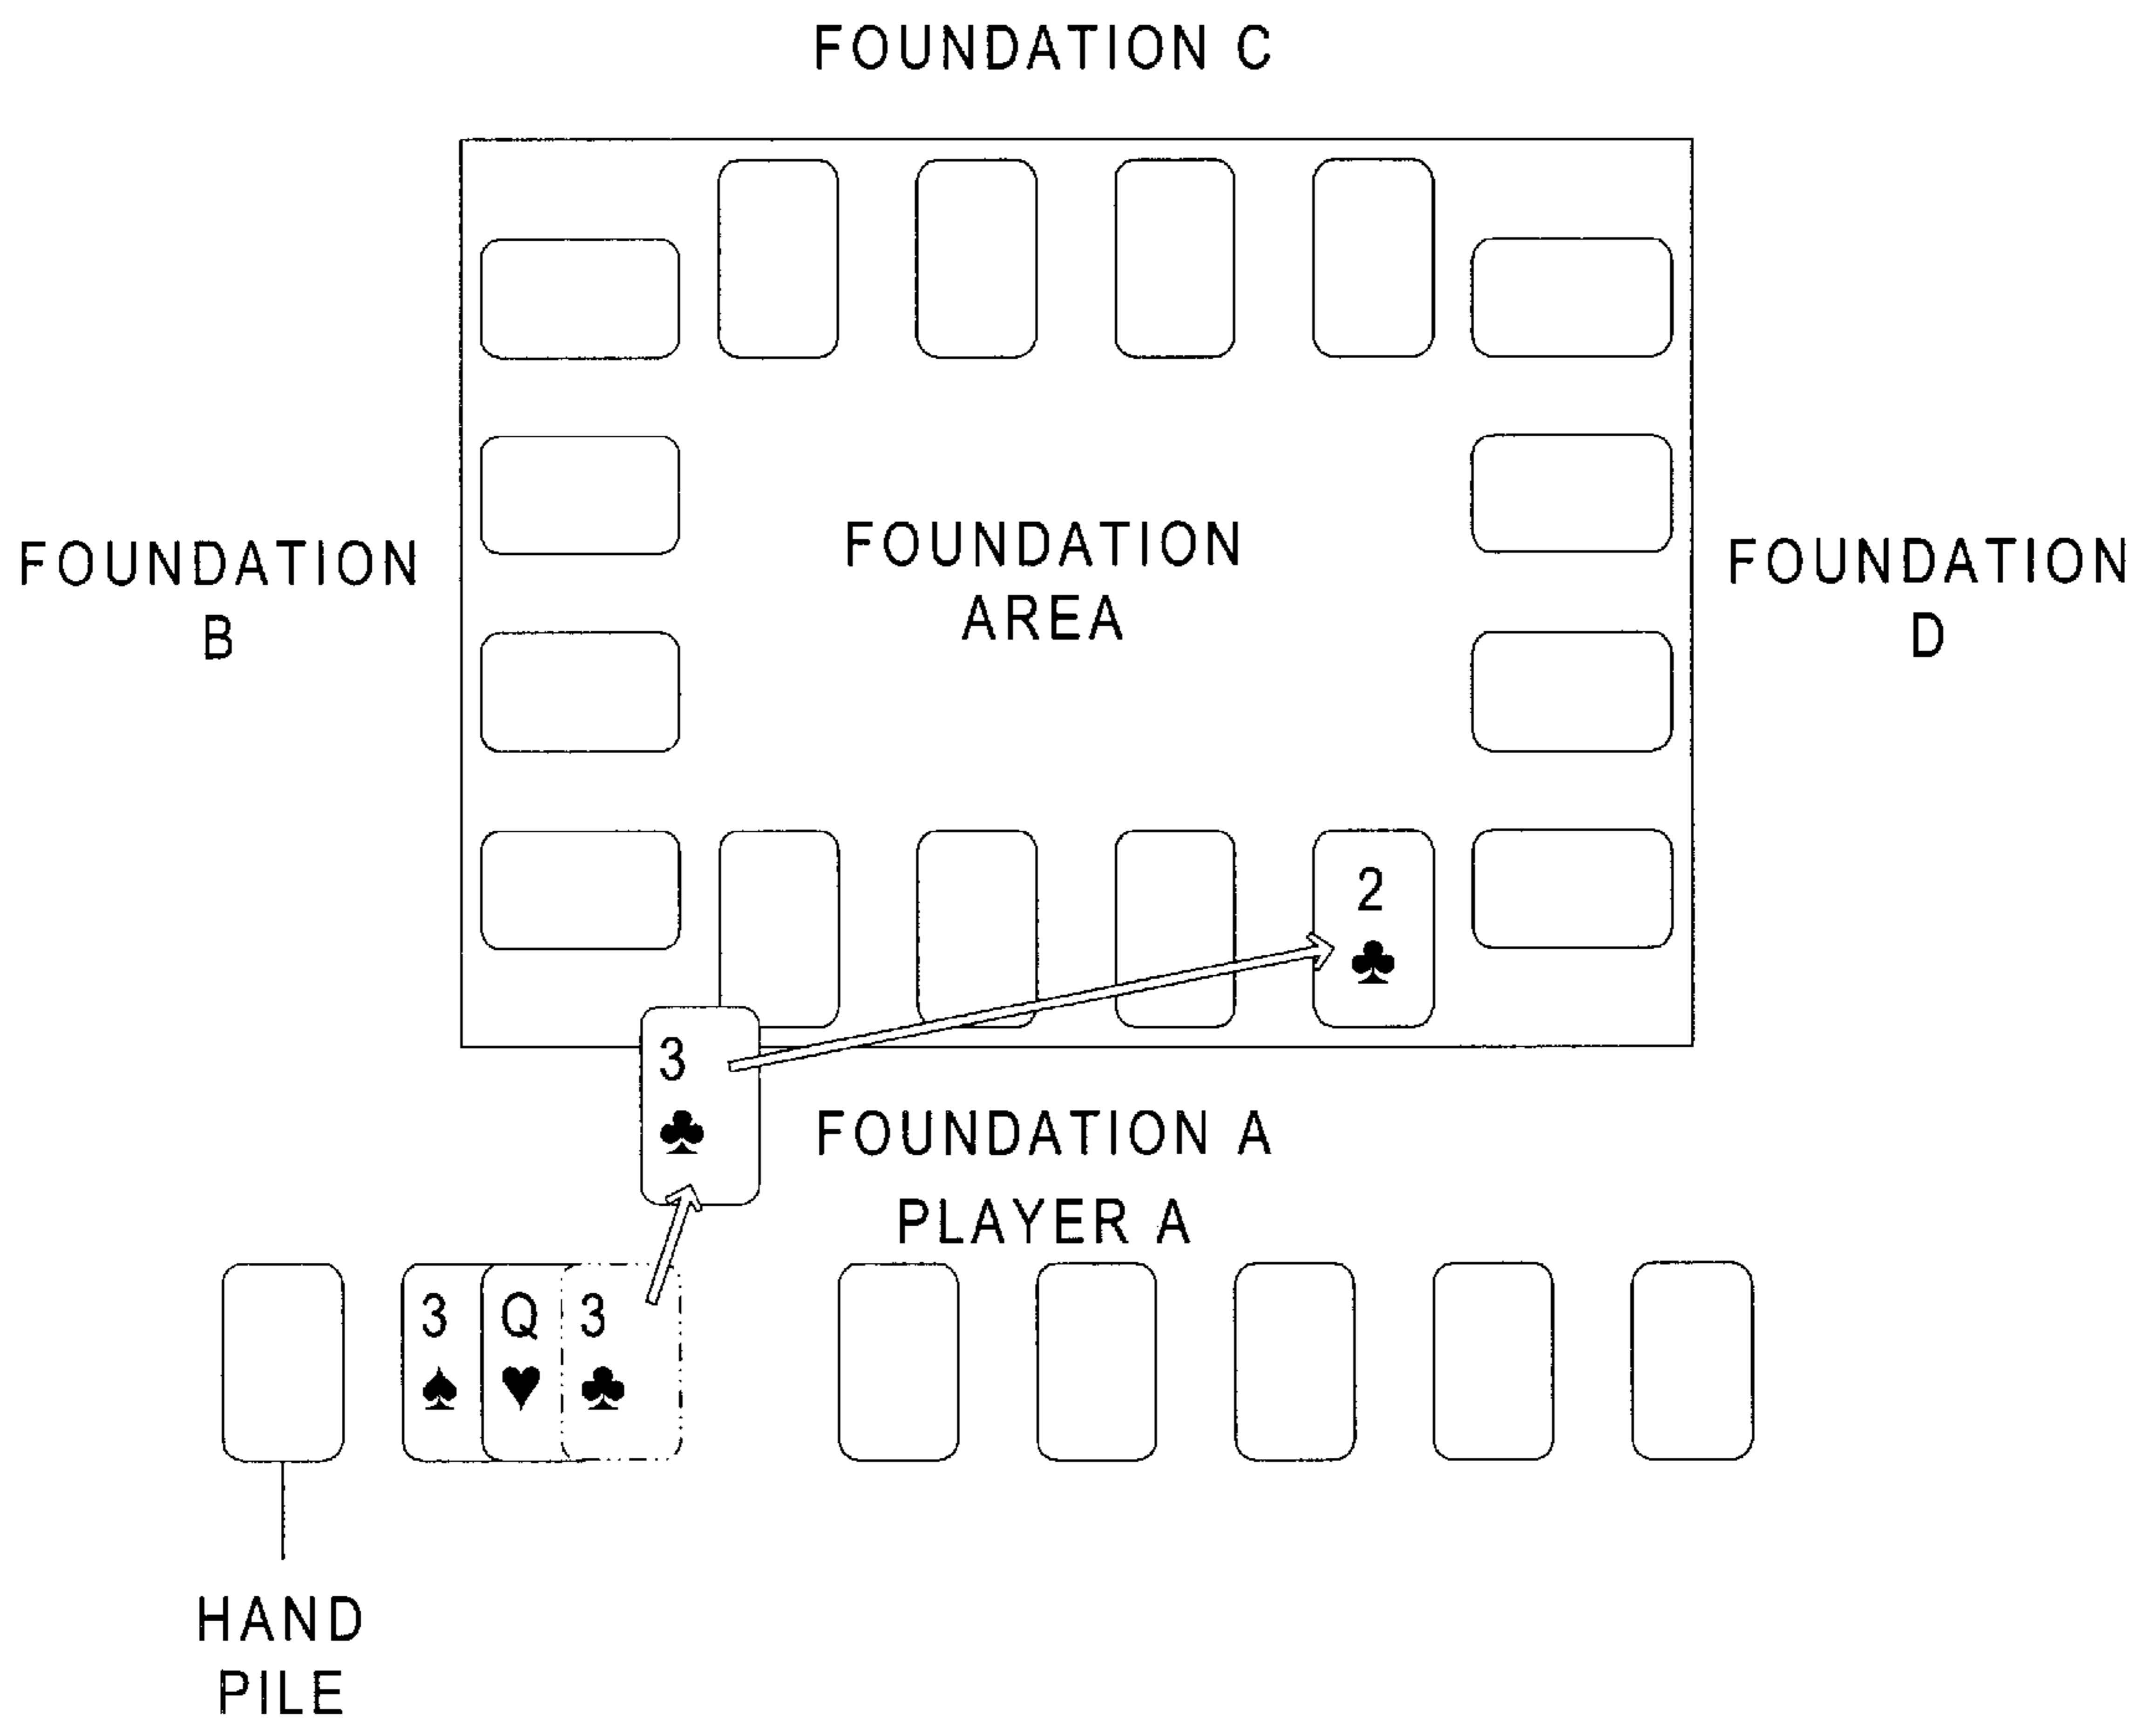 FOUNDATION C
FOUNDATION
B
FOUNDATION
AREA
FOUNDATION
D
2
♣
3
♣
FOUNDATION A
PLAYER A
3 Q 3
♠ ♥ ♣
HAND
PILE